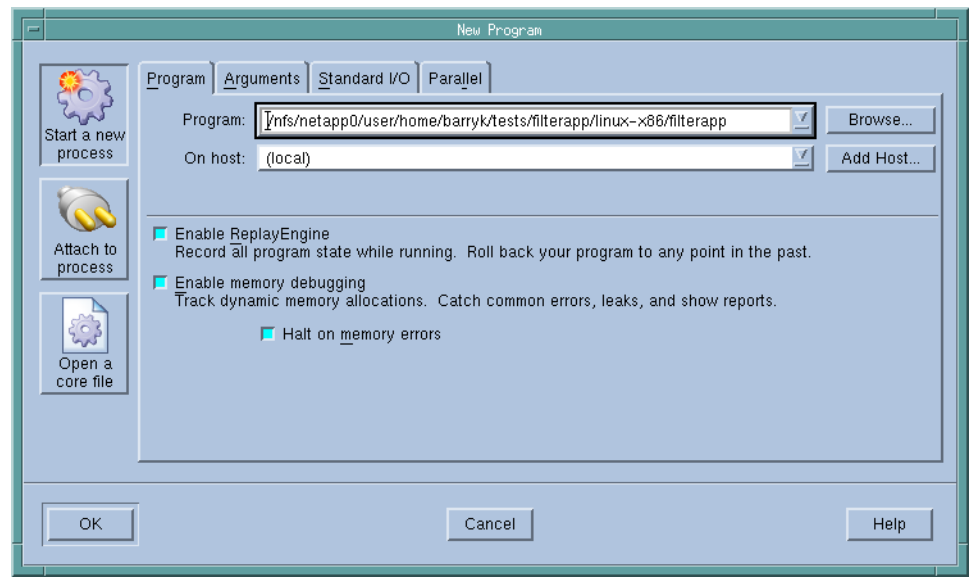 New Program
Start a new
process
Attach to
process
Open a
core file
Program Arguments Standard I/O Parallel
Program: /nfs/netapp0/user/home/barryk/tests/filterapp/linux-x86/filterapp Browse...
On host: (local) Add Host...
Enable ReplayEngine
Record all program state while running. Roll back your program to any point in the past.
Enable memory debugging
Track dynamic memory allocations. Catch common errors, leaks, and show reports.
Halt on memory errors
OK Cancel Help